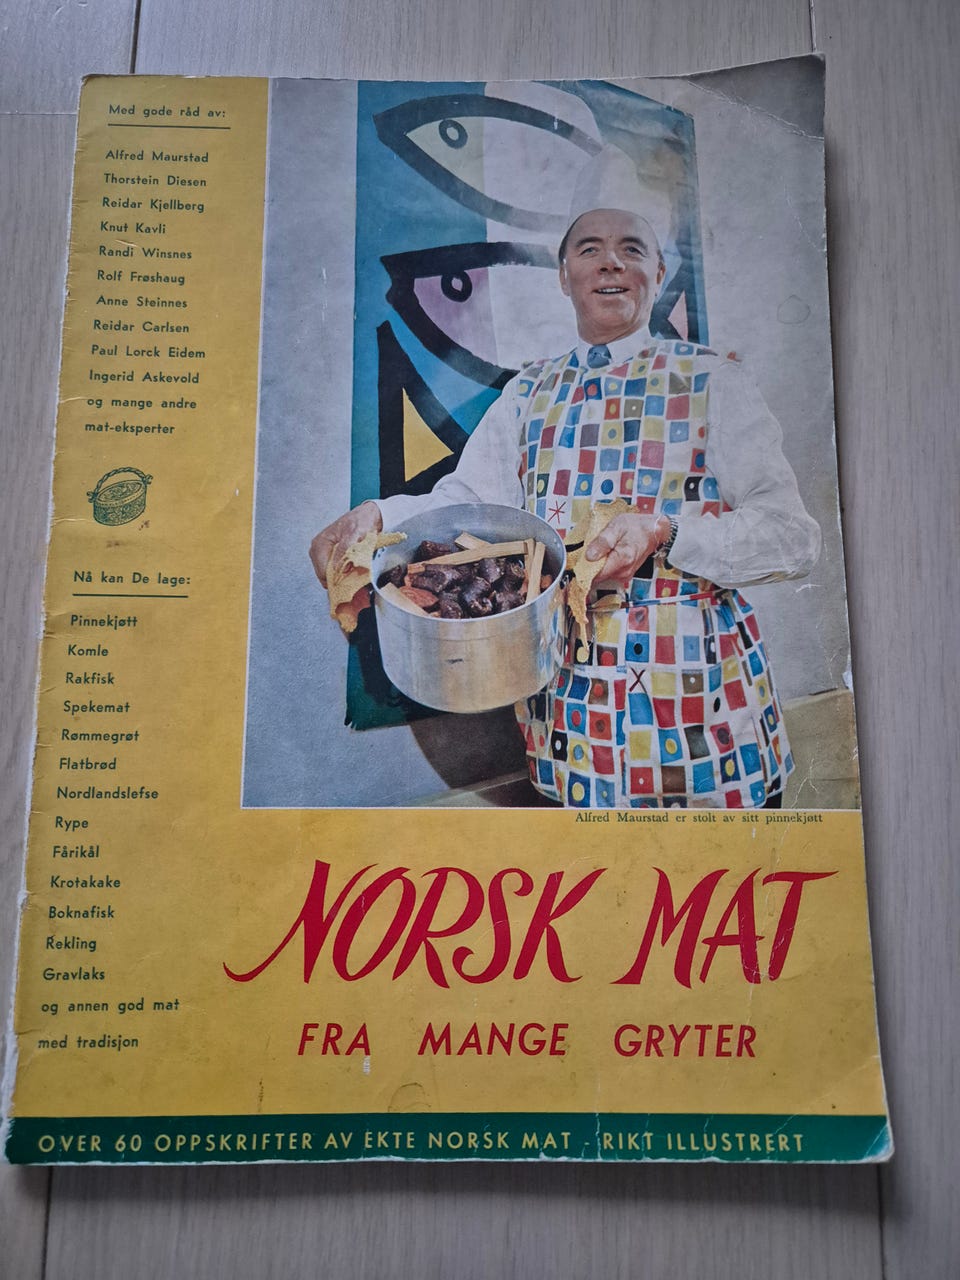 Med gode råd av:
Alfred Maurstad
Thorstein Diesen
Reidar Kjellberg
Knut Kavli
Randi Winsnes
Rolf Frøshaug
Anne Steinnes
Reidar Carlsen
Paul Lorck Eidem
Ingerid Askevold
og mange andre
mat-eksperter
Nå kan De lage:
Pinnekjøtt
Komle
Rakfisk
Spekemat
Rømmegrøt
Flatbrød
Nordlandslefse
Rype
Fårikål
Krotakake
Boknafisk
Rekling
Gravlaks
og annen god mat
med tradisjon
Alfred Maurstad er stolt av sitt pinnekjøtt
NORSK MAT
FRA MANGE GRYTER
OVER 60 OPPSKRIFTER AV EKTE NORSK MAT - RIKT ILLUSTRERT